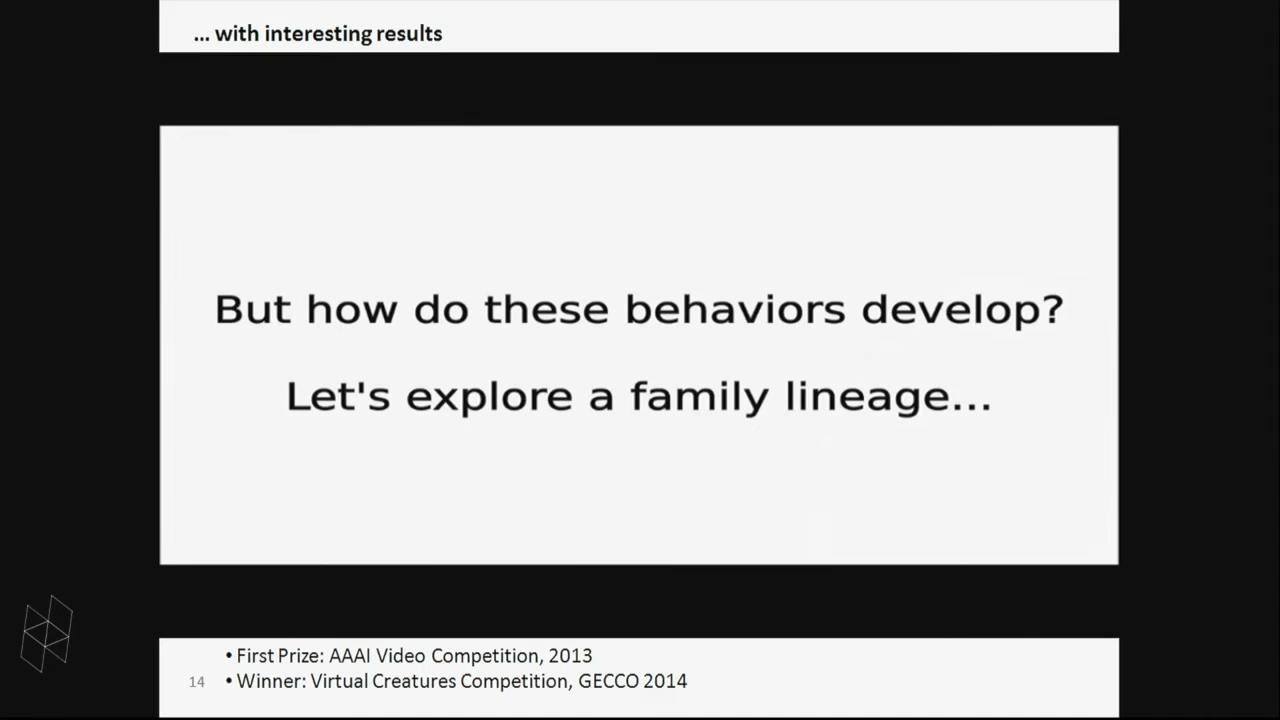 ... with interesting results
But how do these behaviors develop?
Let's explore a family lineage...
• First Prize: AAAI Video Competition, 2013
14 • Winner: Virtual Creatures Competition, GECCO 2014